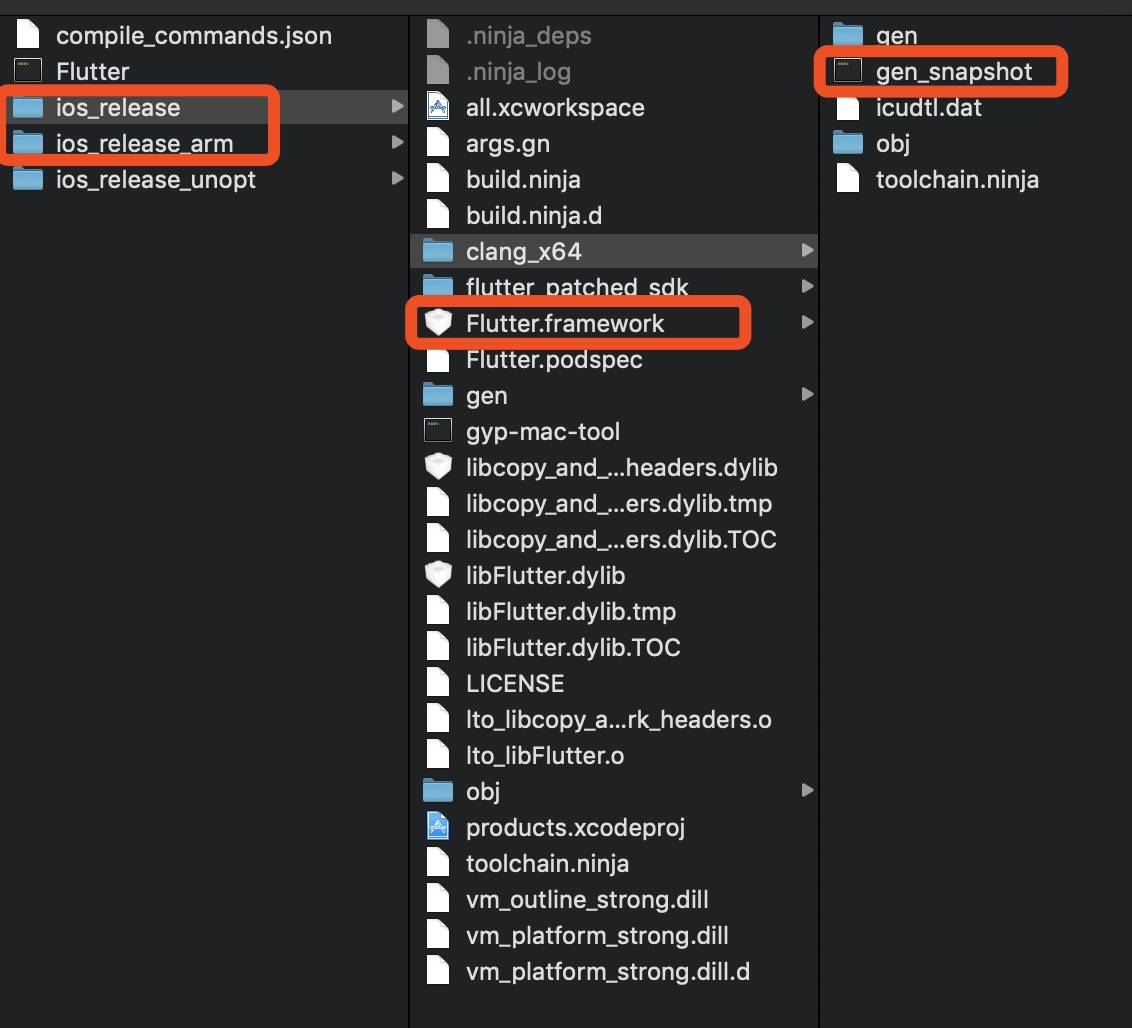 compile_commands.json
Flutter
ios_release
ios_release_arm
ios_release_unopt
.ninja_deps
.ninja_log
all.xcworkspace
args.gn
build.ninja
build.ninja.d
clang_x64
flutter_patched_sdk
Flutter.framework
Flutter.podspec
gen
gyp-mac-tool
libcopy_and_...headers.dylib
libcopy_and_...ers.dylib.tmp
libcopy_and_...ers.dylib.TOC
libFlutter.dylib
libFlutter.dylib.tmp
libFlutter.dylib.TOC
LICENSE
lto_libcopy_a...rk_headers.o
lto_libFlutter.o
obj
products.xcodeproj
toolchain.ninja
vm_outline_strong.dill
vm_platform_strong.dill
vm_platform_strong.dill.d
gen
gen_snapshot
icudtl.dat
obj
toolchain.ninja